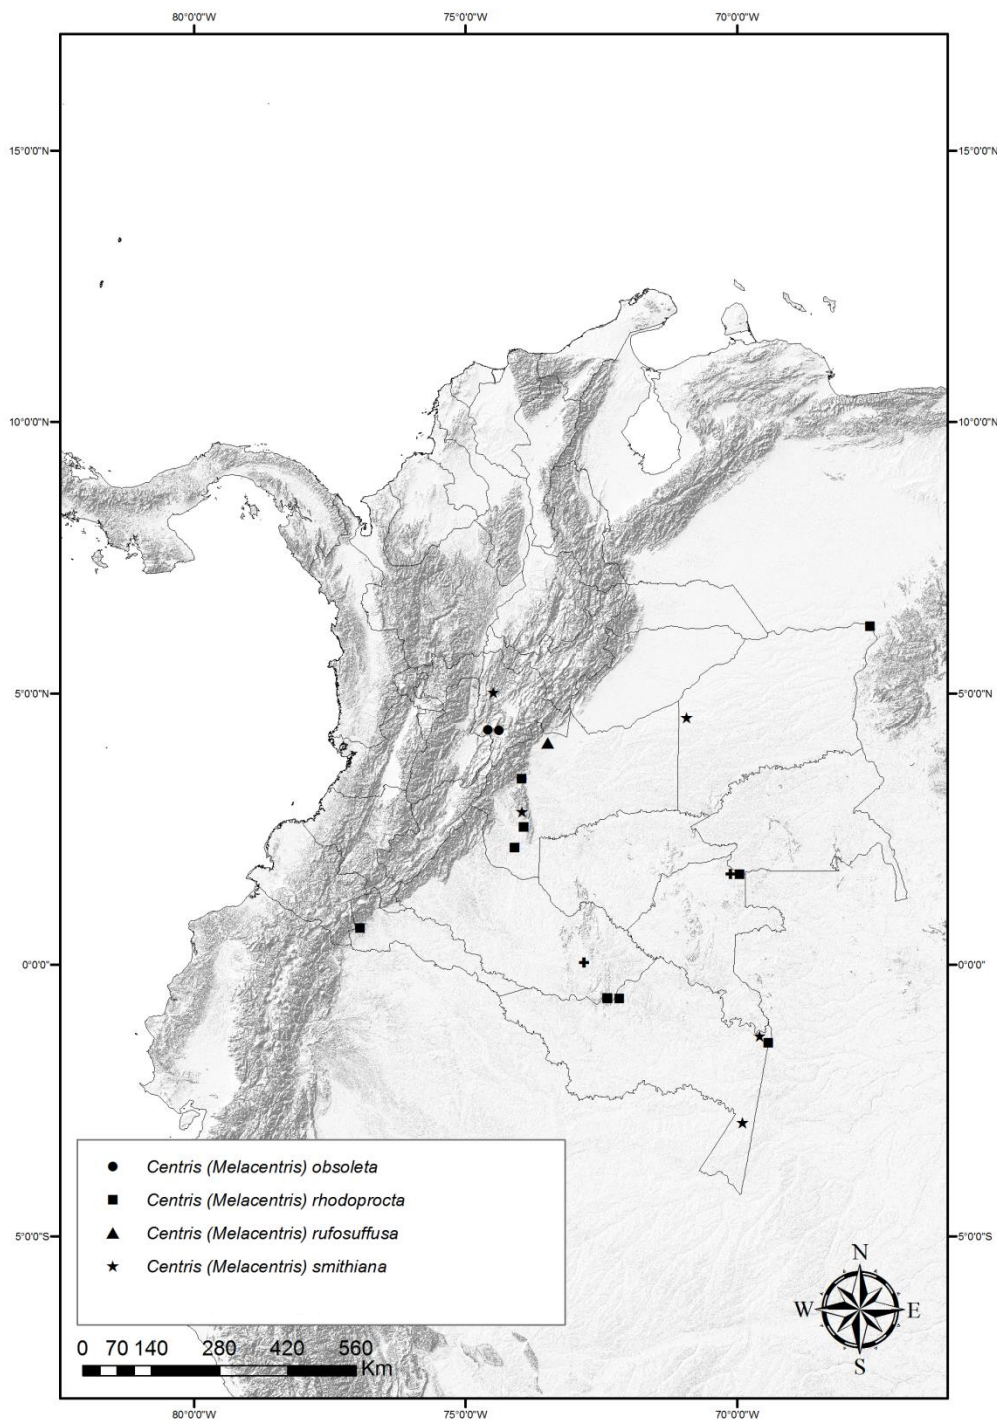 80°0'0"W 75°0'0"W 70°0'0"W
15°0'0"N 15°0'0"N
10°0'0"N 10°0'0"N
5°0'0"N 5°0'0"N
0°0'0" 0°0'0"
Centris (Melacentris) obsoleta
Centris (Melacentris) rhodoprocta
Centris (Melacentris) rufosuffusa
Centris (Melacentris) smithiana
5°0'0"S 5°0'0"S
N
W E
S
0 70 140 280 420 560
Km
80°0'0"W 75°0'0"W 70°0'0"W